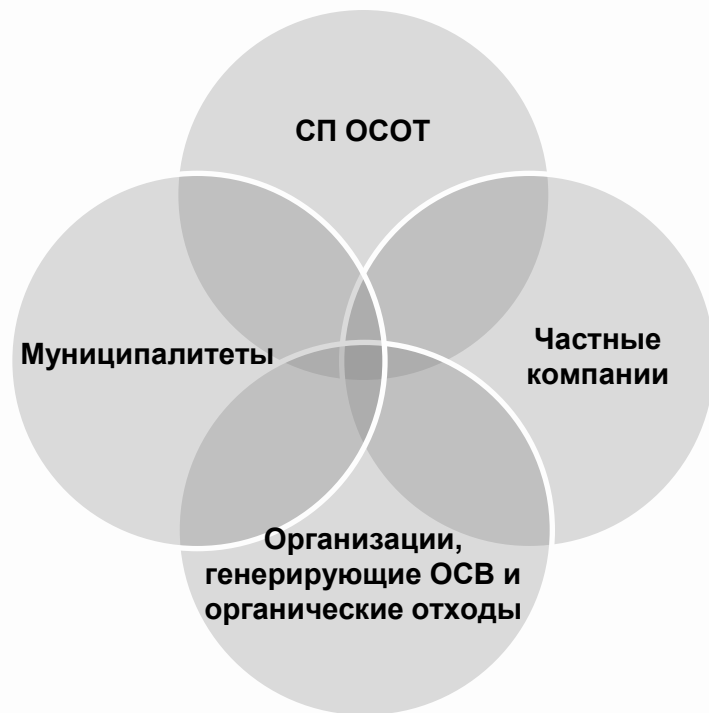 СП ОСОТ
Муниципалитеты
Частные
компании
Организации,
генерирующие ОСВ и
органические отходы